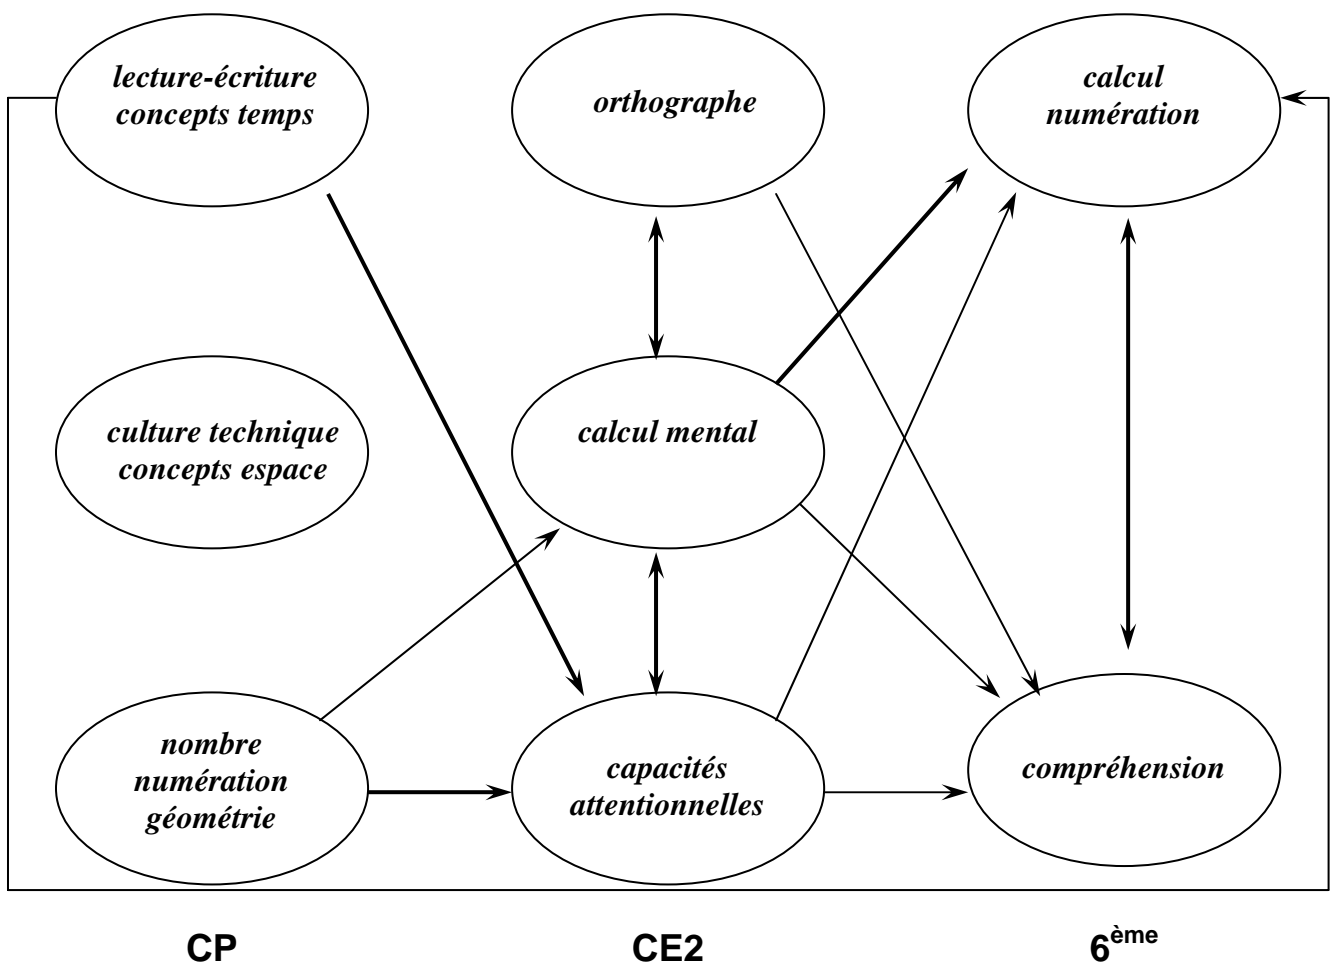 lecture-écriture
concepts temps
orthographe
calcul
numération
culture technique
concepts espace
calcul mental
nombre
numération
géométrie
capacités
attentionnelles
compréhension
CP
CE2
6ème